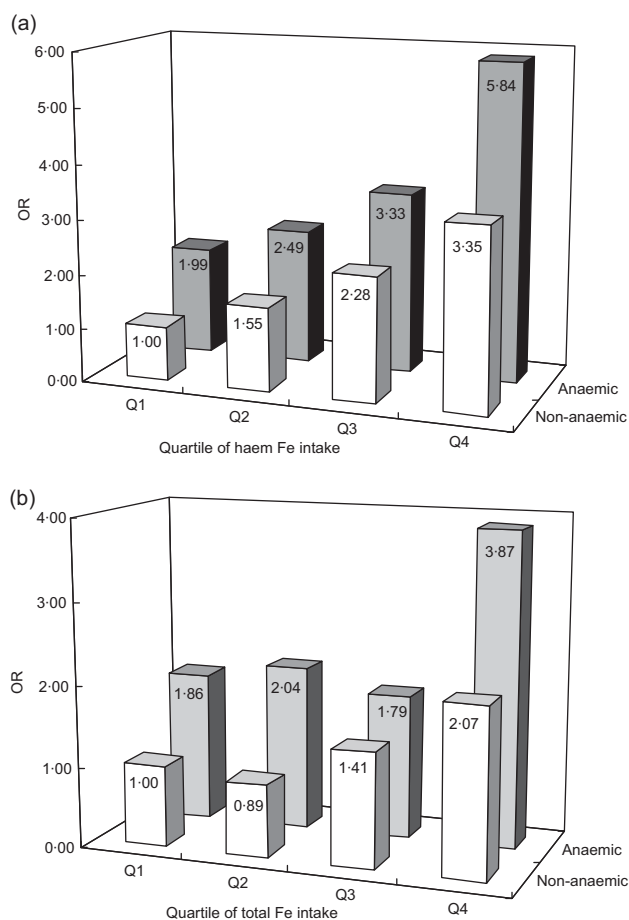 (a)
6·00
5·00
4·00
3·00
2·00
1·00
0·00
OR
5·84
3·33
3·35
2·49
1·99
2·28
1·55
1·00
Anaemic
Non-anaemic
Q1
Q2
Q3
Q4
Quartile of haem Fe intake
(b)
4·00
3·00
2·00
1·00
0·00
OR
3·87
1·86
2·04
1·79
2·07
1·41
1·00
0·89
Anaemic
Non-anaemic
Q1
Q2
Q3
Q4
Quartile of total Fe intake